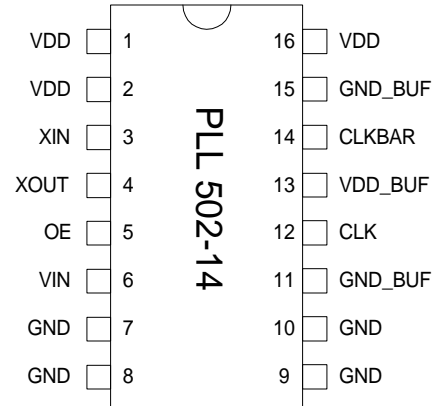 VDD 1 16 VDD
VDD 2 15 GND_BUF
XIN 3 14 CLKBAR
XOUT 4 13 VDD_BUF
OE 5 12 CLK
VIN 6 11 GND_BUF
GND 7 10 GND
GND 8 9 GND
PLL 502-14